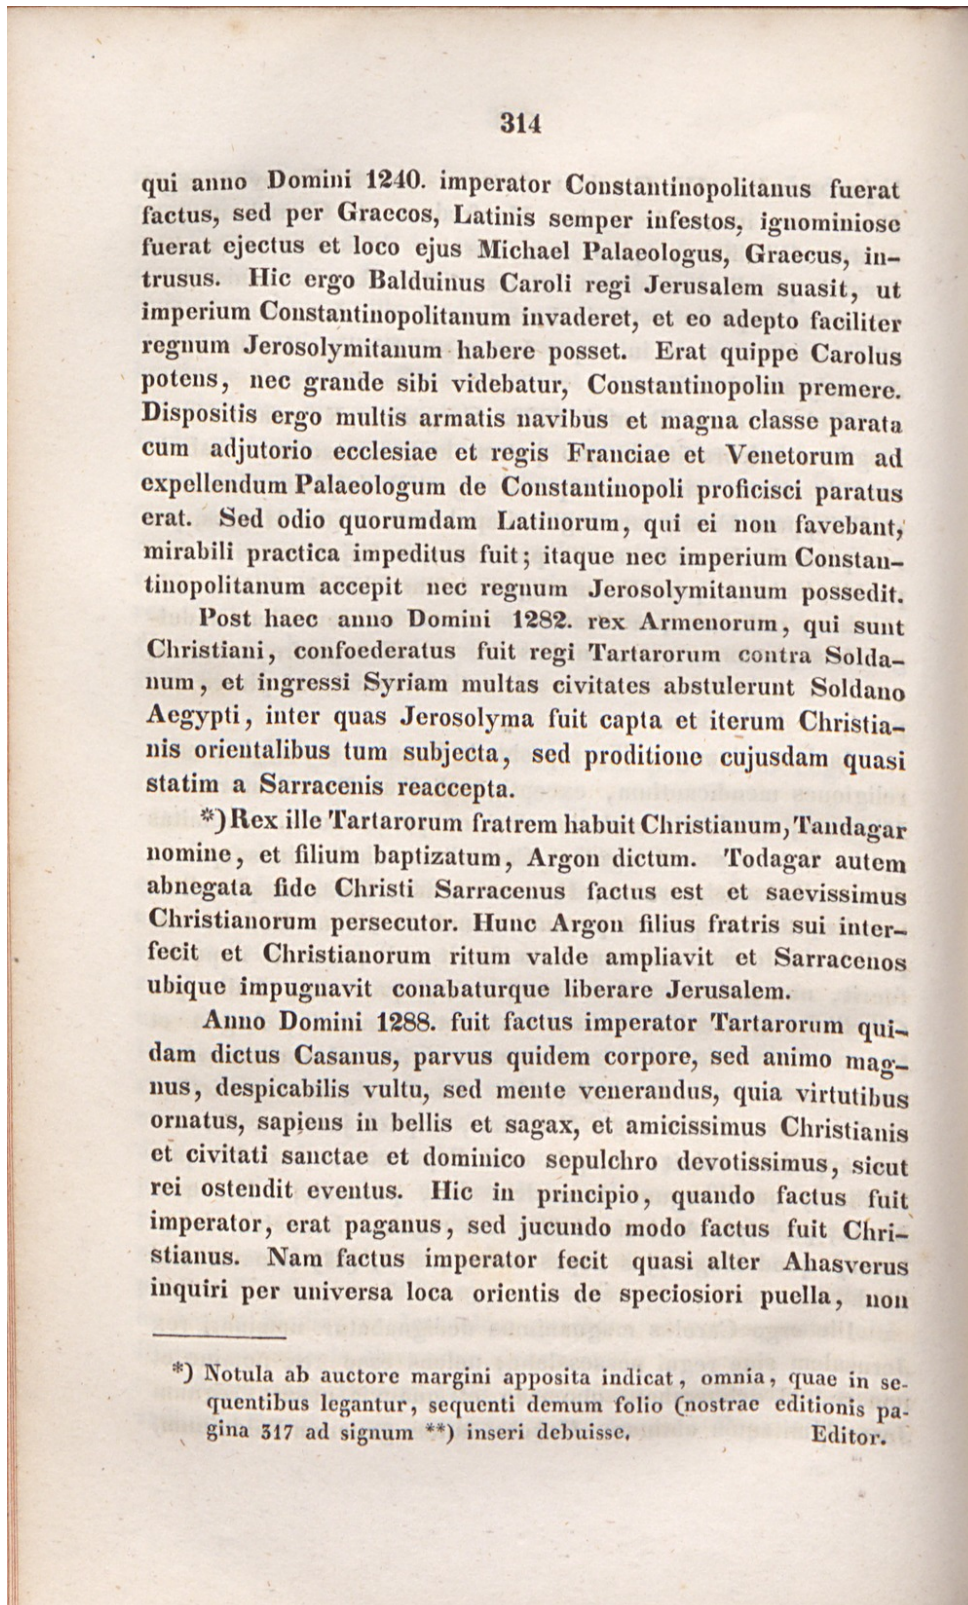 314
qui anno Domini 1240. imperator Constantinopolitanus fuerat
factus, sed per Graecos, Latinis semper infestos, ignominiose
fuerat ejectus et loco ejus Michael Palaeologus, Graecus, in-
trusus. Hic ergo Balduinus Caroli regi Jerusalem suasit, ut
imperium Constantinopolitanum invaderet, et eo adepto faciliter
regnum Jerosolymitanum habere posset. Erat quippe Carolus
potens, nec grande sibi videbatur, Constantinopolin premere.
Dispositis ergo multis armatis navibus et magna classe parata
cum adjutorio ecclesiae et regis Franciae et Venetorum ad
expellendum Palaeologum de Constantinopoli proficisci paratus
erat. Sed odio quorumdam Latinorum, qui ei non favebant,
mirabili practica impeditus fuit; itaque nec imperium Constan-
tinopolitanum accepit nec regnum Jerosolymitanum possedit.
Post haec anno Domini 1282. rex Armenorum, qui sunt
Christiani, confoederatus fuit regi Tartarorum contra Solda-
num, et ingressi Syriam multas civitates abstulerunt Soldano
Aegypti, inter quas Jerosolyma fuit capta et iterum Christia-
nis orientalibus tum subjecta, sed proditione cujusdam quasi
statim a Sarracenis reaccepta.
*) Rex ille Tartarorum fratrem habuit Christianum, Tandagar
nomine, et filium baptizatum, Argon dictum. Todagar autem
abnegata fide Christi Sarracenus factus est et saevissimus
Christianorum persecutor. Hunc Argon filius fratris sui inter-
fecit et Christianorum ritum valde ampliavit et Sarracenos
ubique impugnavit conabaturque liberare Jerusalem.
Anno Domini 1288. fuit factus imperator Tartarorum qui-
dam dictus Casanus, parvus quidem corpore, sed animo mag-
nus, despicabilis vultu, sed mente venerandus, quia virtutibus
ornatus, sapiens in bellis et sagax, et amicissimus Christianis
et civitati sanctae et dominico sepulchro devotissimus, sicut
rei ostendit eventus. Hic in principio, quando factus fuit
imperator, erat paganus, sed jucundo modo factus fuit Chri-
stianus. Nam factus imperator fecit quasi alter Ahasverus
inquiri per universa loca orientis de speciosiori puella, non
*) Notula ab auctore margini apposita indicat, omnia, quae in se-
quentibus legantur, sequenti demum folio (nostrae editionis pa-
gina 317 ad signum **) inseri debuisse. Editor.